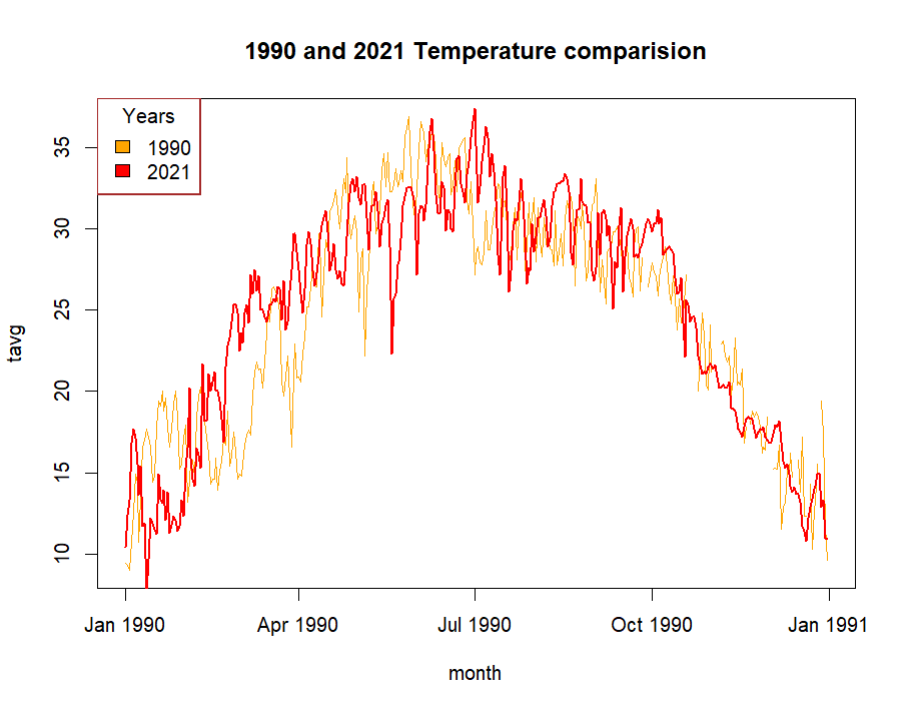 1990 and 2021 Temperature comparision
Years
1990
2021
tavg
35
30
25
20
15
10
Jan 1990 Apr 1990 Jul 1990 Oct 1990 Jan 1991
month